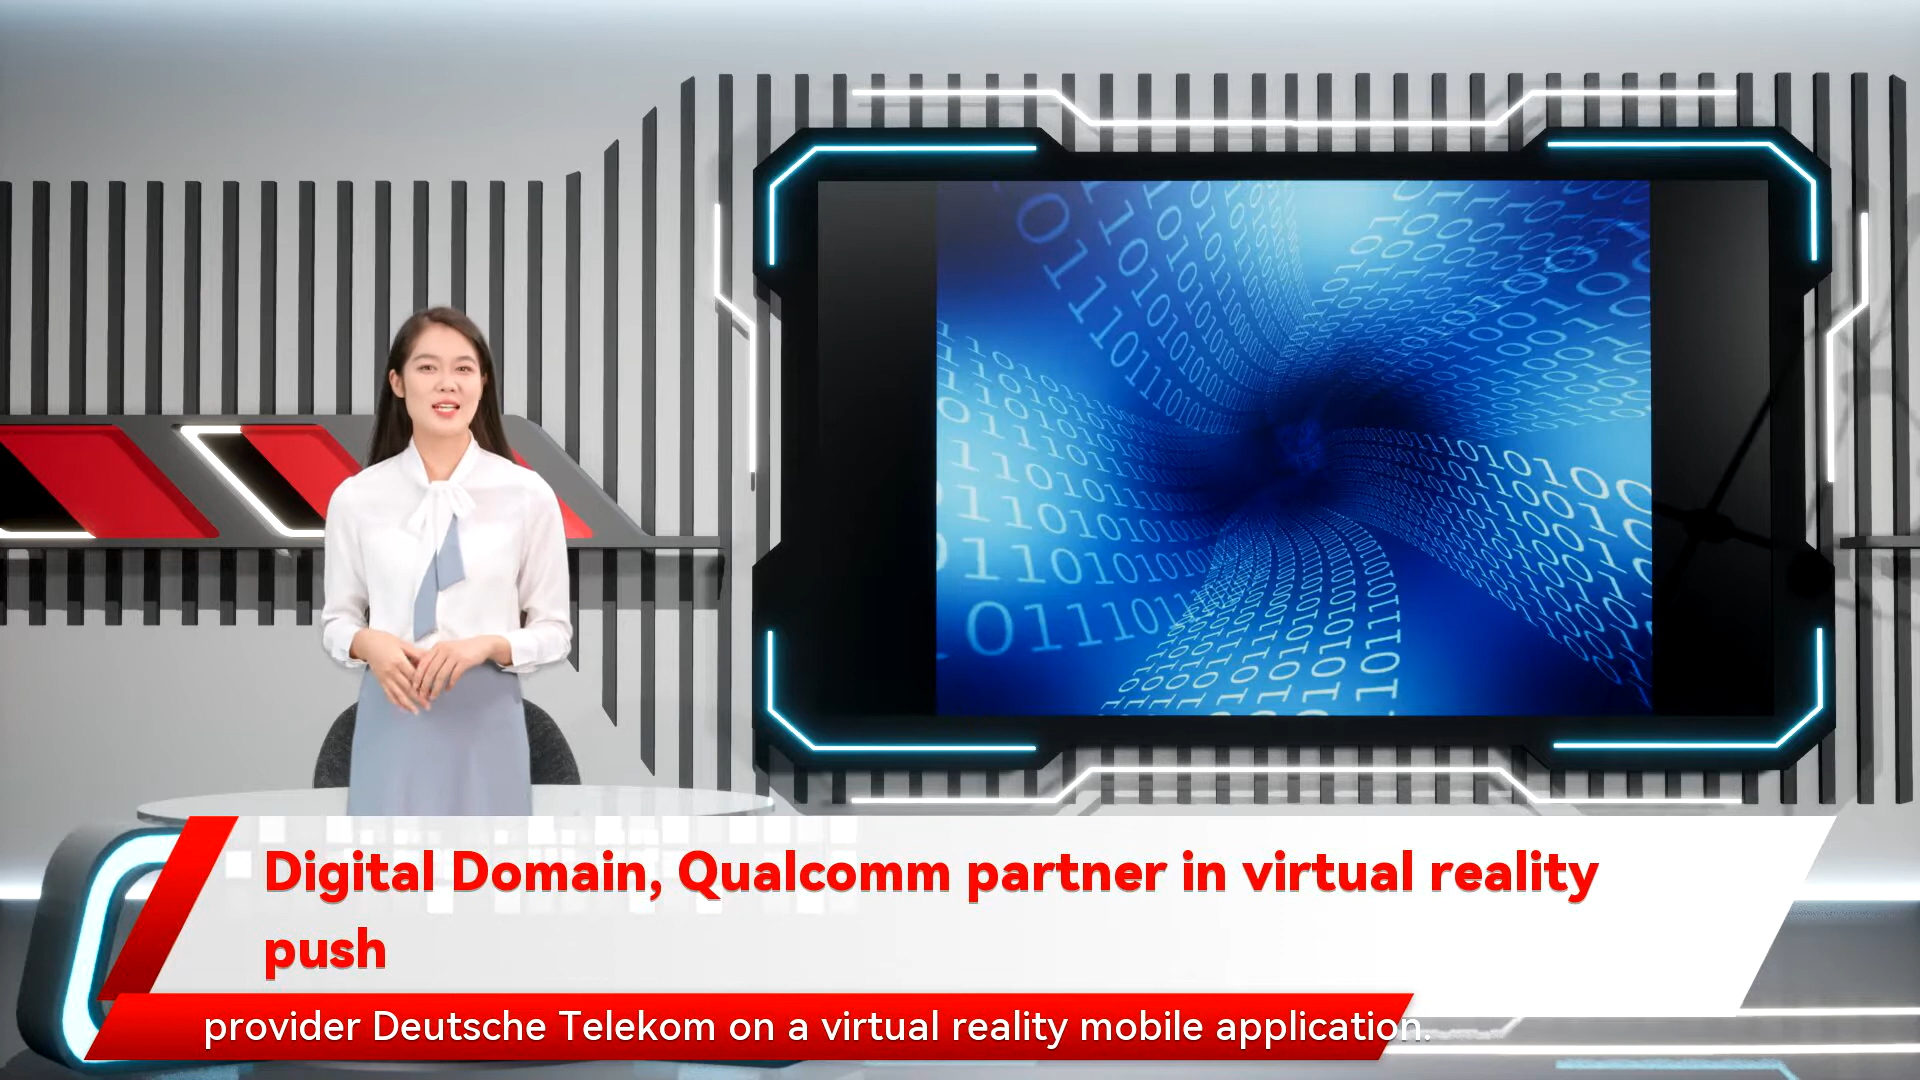 Digital Domain, Qualcomm partner in virtual reality
push
provider Deutsche Telekom on a virtual reality mobile application.